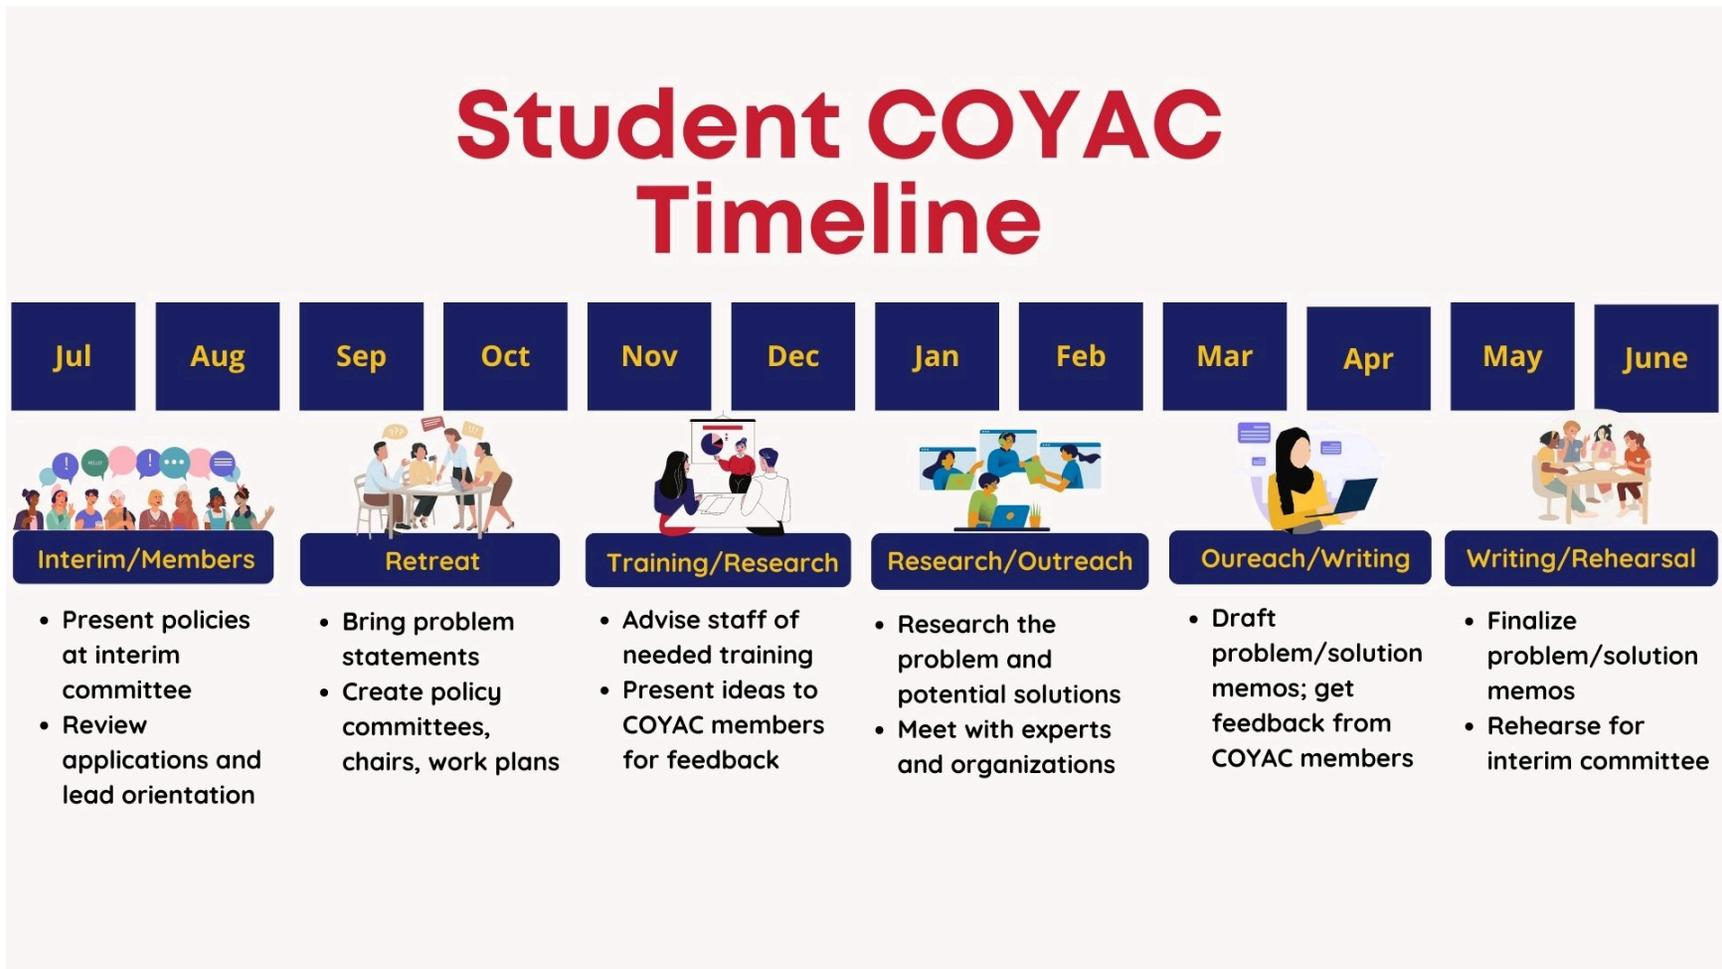 Student COYAC
Timeline
Jul
Aug
Sep
Oct
Nov
Dec
Jan
Feb
Mar
Apr
May
June
Interim/Members
• Present policies
at interim
committee
• Review
applications and
lead orientation
Retreat
• Bring problem
statements
• Create policy
committees,
chairs, work plans
Training/Research
• Advise staff of
needed training
• Present ideas to
COYAC members
for feedback
Research/Outreach
• Research the
problem and
potential solutions
• Meet with experts
and organizations
Oureach/Writing
• Draft
problem/solution
memos; get
feedback from
COYAC members
Writing/Rehearsal
• Finalize
problem/solution
memos
• Rehearse for
interim committee